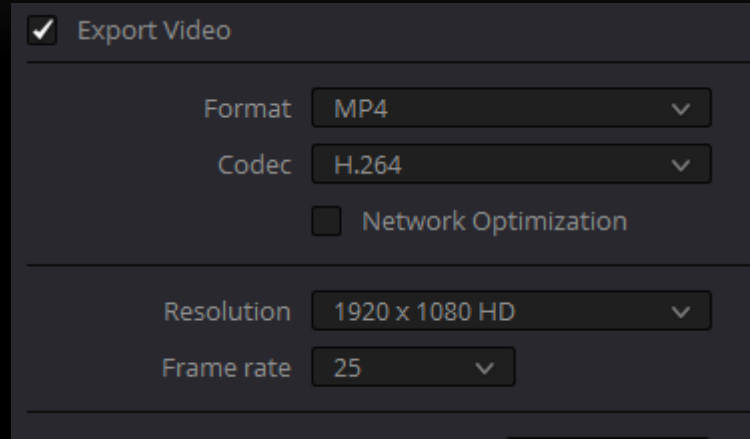 Export Video
Format MP4
Codec H.264
Network Optimization
Resolution 1920 x 1080 HD
Frame rate 25